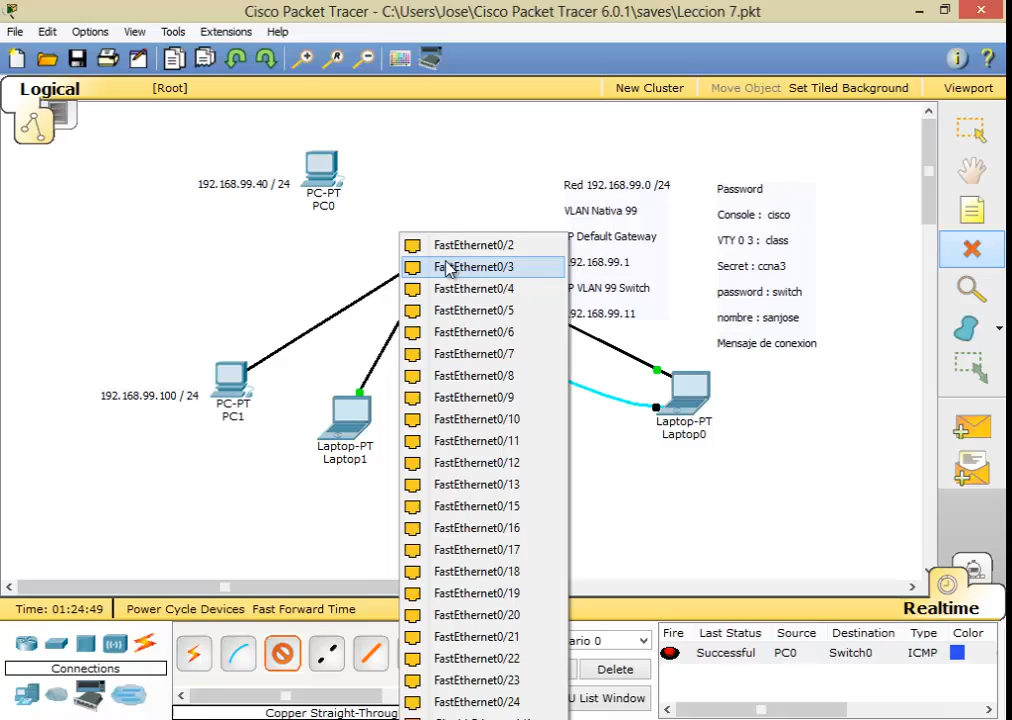 Cisco Packet Tracer - C:\Users\Jose\Cisco Packet Tracer 6.0.1\saves\Leccion 7.pkt
File Edit Options View Tools Extensions Help
Logical [Root] New Cluster Move Object Set Tiled Background Viewport
192.168.99.40 / 24
PC-PT
PC0
Red 192.168.99.0 /24
VLAN Nativa 99
P Default Gateway
92.168.99.1
P VLAN 99 Switch
92.168.99.11
Password
Console : cisco
VTY 0 3 : class
Secret : ccna3
password : switch
nombre : sanjose
Mensaje de conexion
FastEthernet0/2
FastEthernet0/3
FastEthernet0/4
FastEthernet0/5
FastEthernet0/6
FastEthernet0/7
FastEthernet0/8
FastEthernet0/9
FastEthernet0/10
FastEthernet0/11
FastEthernet0/12
FastEthernet0/13
FastEthernet0/15
FastEthernet0/16
FastEthernet0/17
FastEthernet0/18
FastEthernet0/19
FastEthernet0/20
FastEthernet0/21
FastEthernet0/22
FastEthernet0/23
FastEthernet0/24
192.168.99.100 / 24
PC-PT
PC1
Laptop-PT
Laptop1
Laptop-PT
Laptop0
Time: 01:24:49 Power Cycle Devices Fast Forward Time
Realtime
Connections
Copper Straight-Throug
ario 0
Delete
U List Window
Fire Last Status Source Destination Type Color
Successful PC0 Switch0 ICMP